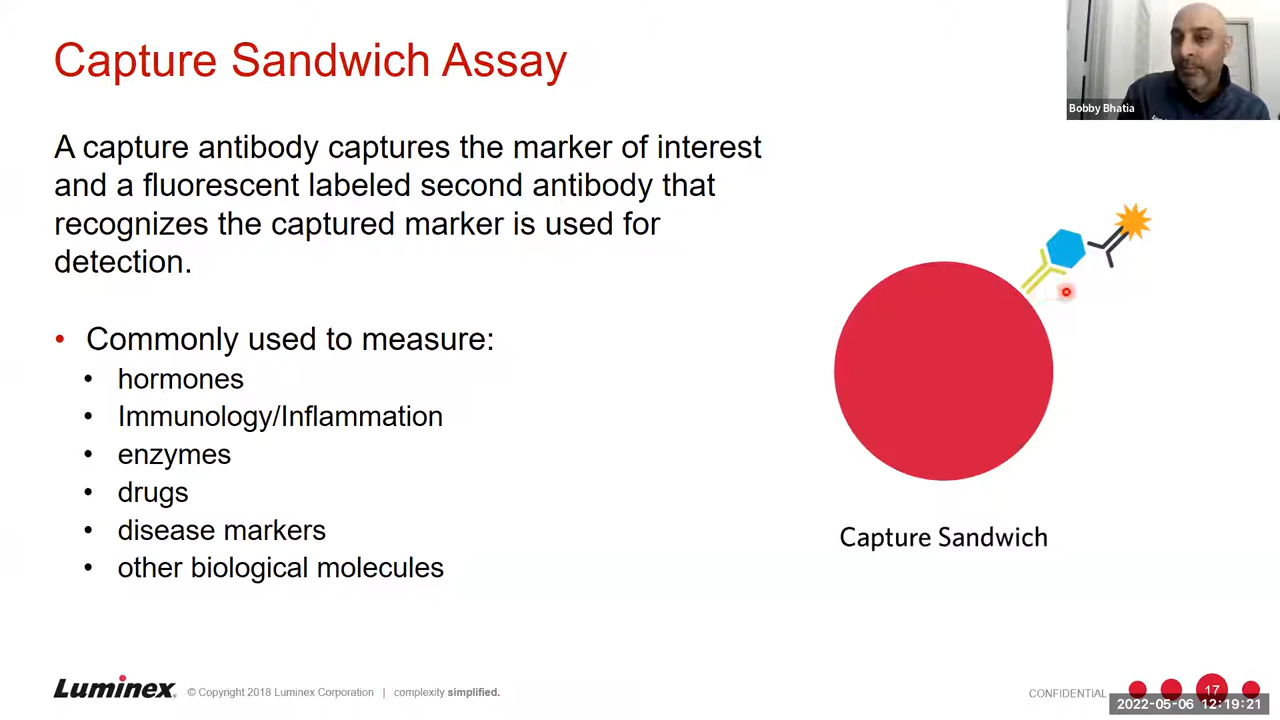 Capture Sandwich Assay
Bobby Bhatia
A capture antibody captures the marker of interest
and a fluorescent labeled second antibody that
recognizes the captured marker is used for
detection.
• Commonly used to measure:
• hormones
• Immunology/Inflammation
• enzymes
• drugs
• disease markers
• other biological molecules
Capture Sandwich
Luminex © Copyright 2018 Luminex Corporation | complexity simplified.
CONFIDENTIAL 17
2022-05-06 12:19:21